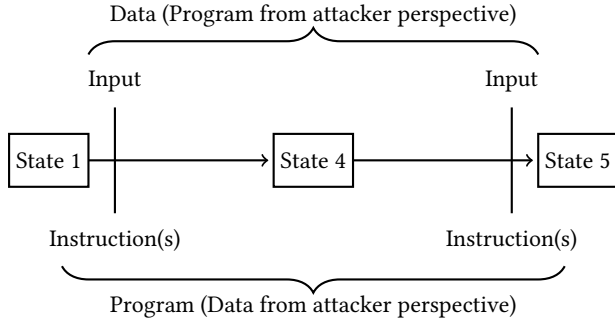 Data (Program from attacker perspective)
Input Input
State 1 State 4 State 5
Instruction(s) Instruction(s)
Program (Data from attacker perspective)